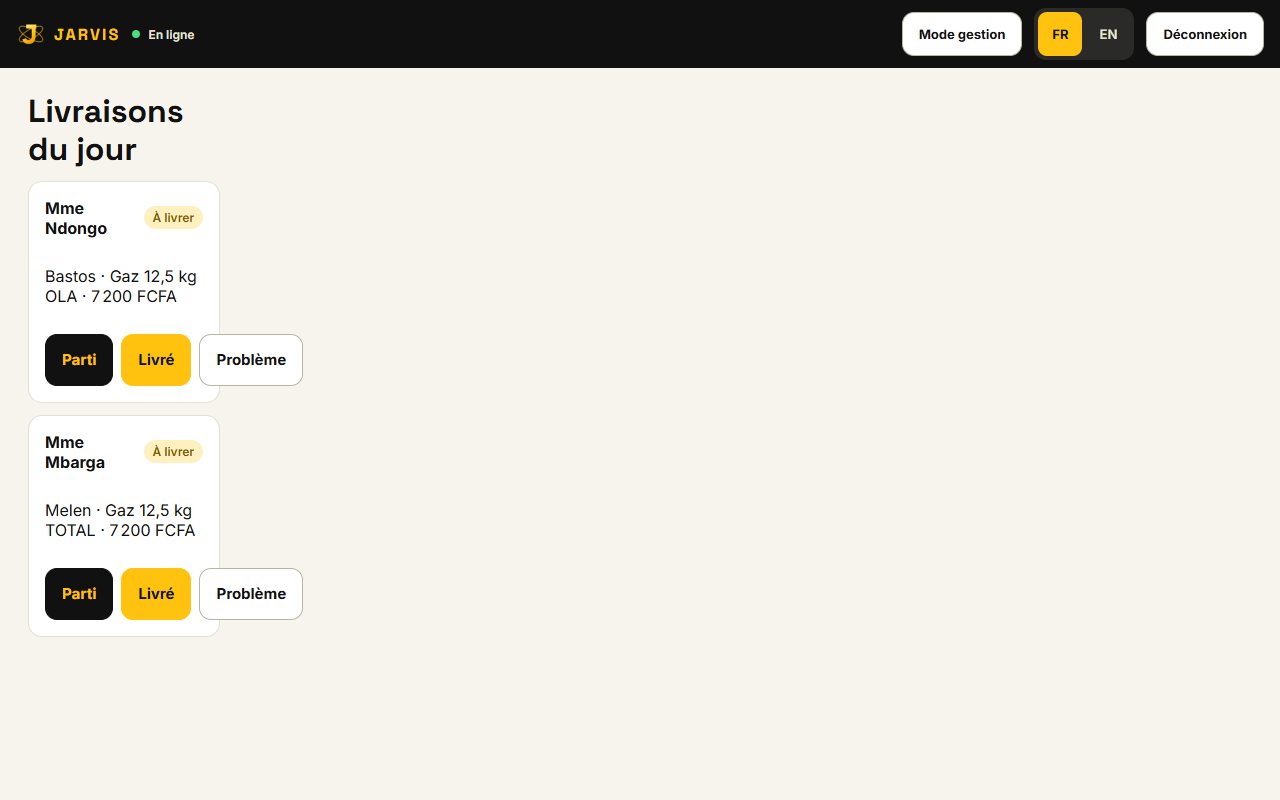 JARVIS
En ligne
Mode gestion
FR
EN
Déconnexion
Livraisons
du jour
Mme
Ndongo
À livrer
Bastos · Gaz 12,5 kg
OLA · 7 200 FCFA
Parti
Livré
Problème
Mme
Mbarga
À livrer
Melen · Gaz 12,5 kg
TOTAL · 7 200 FCFA
Parti
Livré
Problème